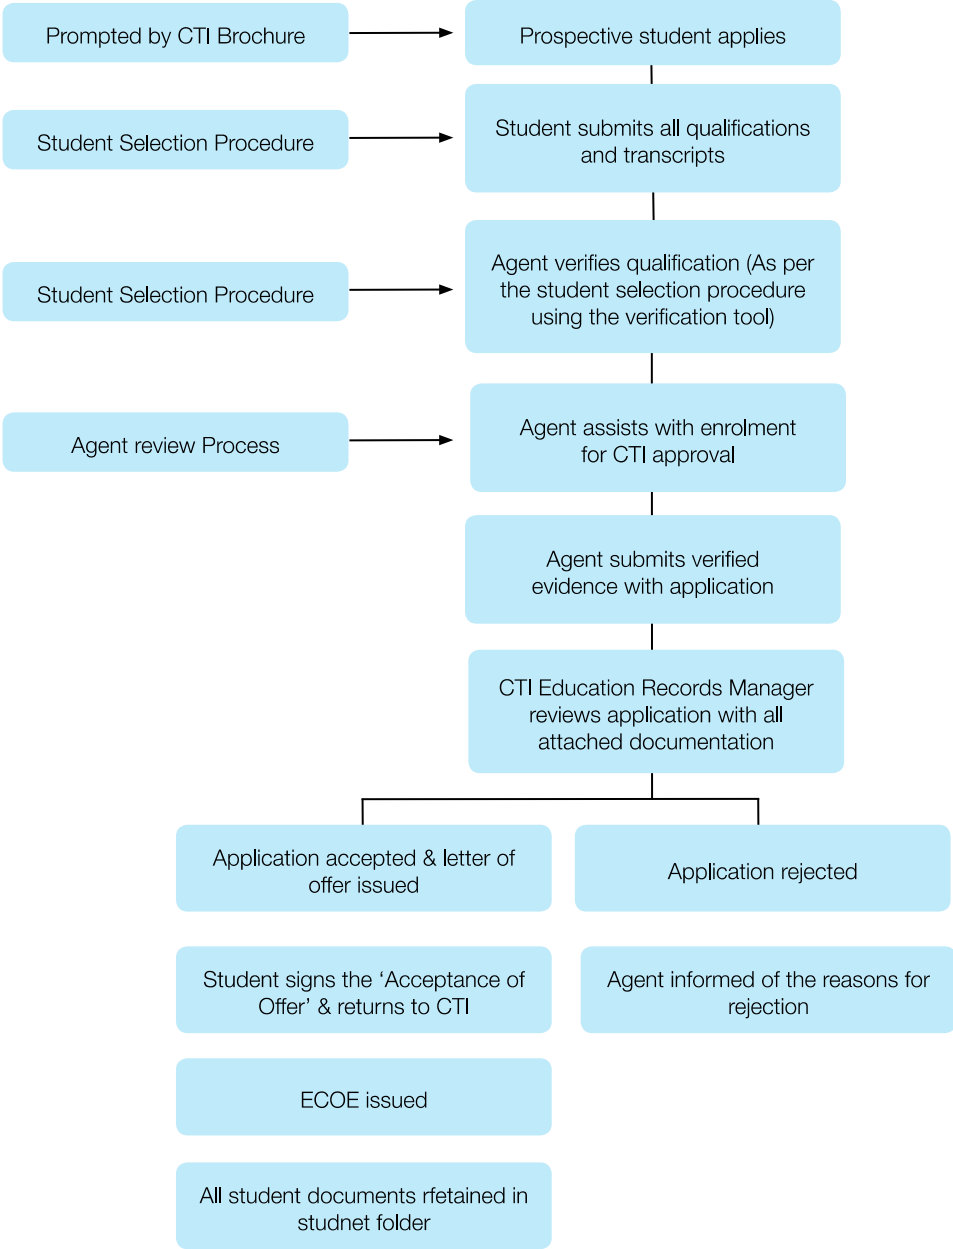 Prompted by CTI Brochure
Prospective student applies
Student Selection Procedure
Student submits all qualifications
and transcripts
Student Selection Procedure
Agent verifies qualification (As per
the student selection procedure
using the verification tool)
Agent review Process
Agent assists with enrolment
for CTI approval
Agent submits verified
evidence with application
CTI Education Records Manager
reviews application with all
attached documentation
Application accepted & letter of
offer issued
Application rejected
Student signs the ‘Acceptance of
Offer’ & returns to CTI
Agent informed of the reasons for
rejection
ECOE issued
All student documents rfetained in
studnet folder